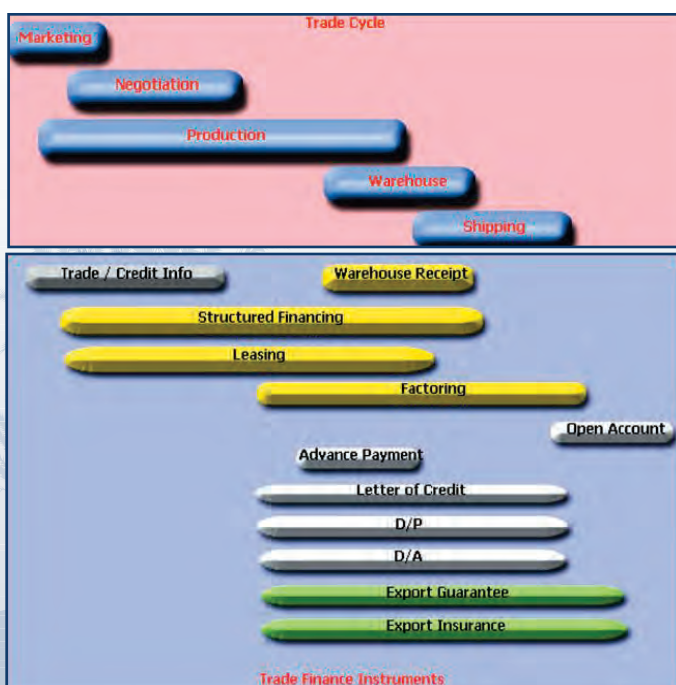 Trade Cycle
Marketing
Negotiation
Production
Warehouse
Shipping
Trade / Credit Info
Warehouse Receipt
Structured Financing
Leasing
Factoring
Open Account
Advance Payment
Letter of Credit
D/P
D/A
Export Guarantee
Export Insurance
Trade Finance Instruments